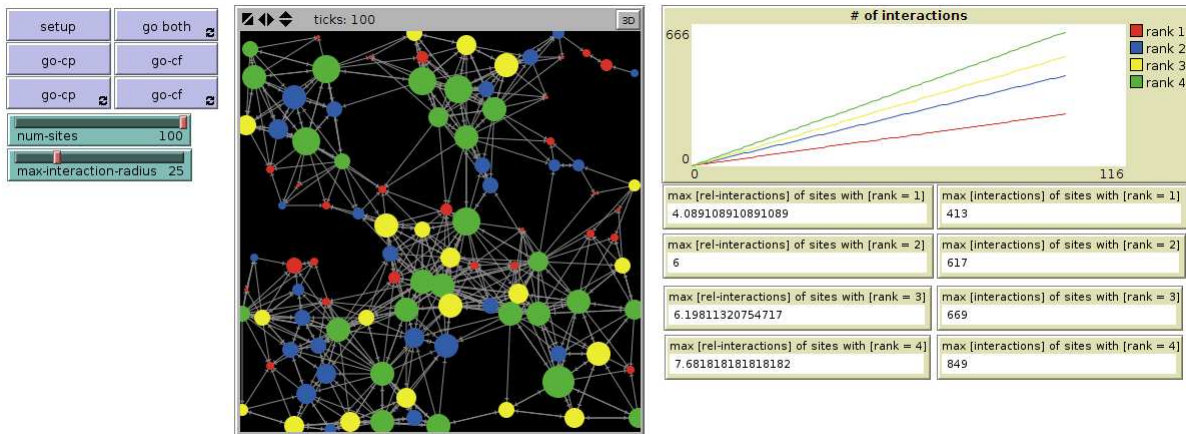 setup
go both
go-cp
go-cf
go-cp
go-cf
num-sites 100
max-interaction-radius 25
ticks: 100
3D
# of interactions
666
0
0
116
rank 1
rank 2
rank 3
rank 4
max [rel-interactions] of sites with [rank = 1]
4.089108910891089
max [interactions] of sites with [rank = 1]
413
max [rel-interactions] of sites with [rank = 2]
6
max [interactions] of sites with [rank = 2]
617
max [rel-interactions] of sites with [rank = 3]
6.19811320754717
max [interactions] of sites with [rank = 3]
669
max [rel-interactions] of sites with [rank = 4]
7.681818181818182
max [interactions] of sites with [rank = 4]
849